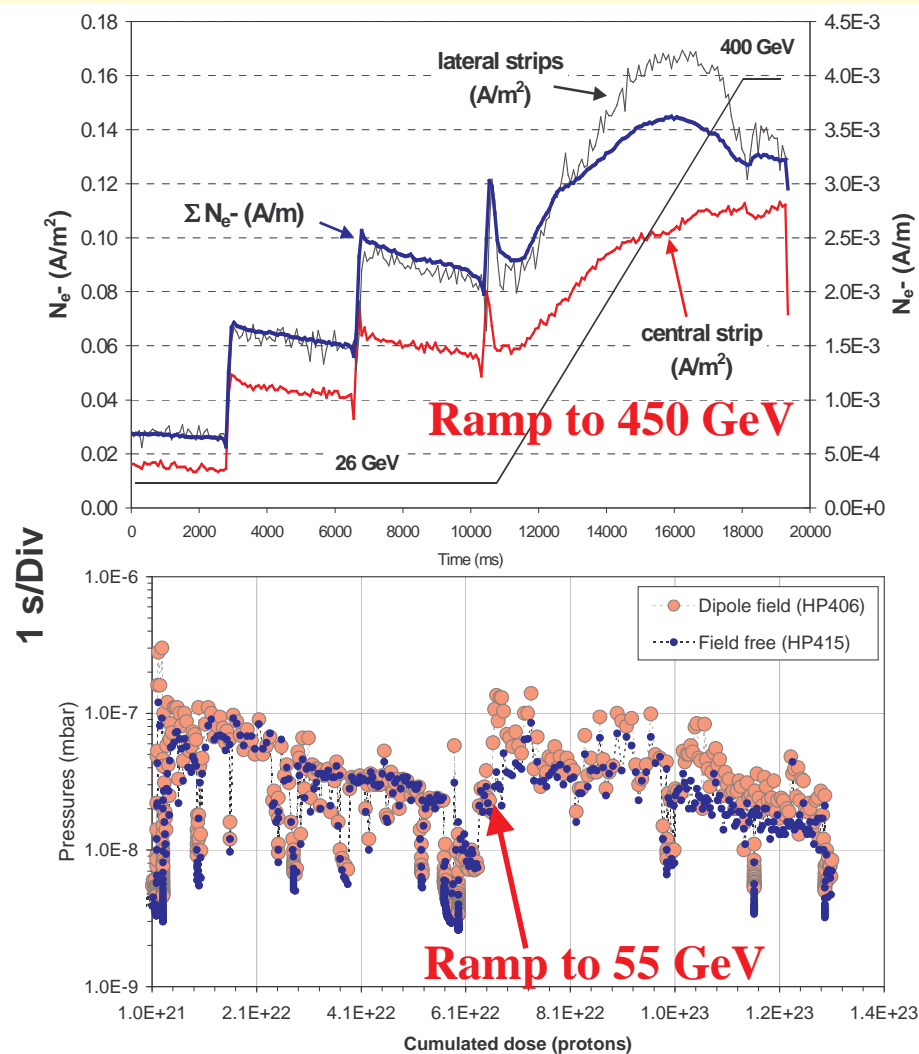 0.18
0.16
0.14
0.12
0.10
0.08
0.06
0.04
0.02
0.00
Ne- (A/m²)
4.5E-3
4.0E-3
3.5E-3
3.0E-3
2.5E-3
2.0E-3
1.5E-3
1.0E-3
5.0E-4
0.0E+0
Ne- (A/m)
400 GeV
lateral strips
(A/m²)
Σ Ne- (A/m)
central strip
(A/m²)
Ramp to 450 GeV
26 GeV
0 2000 4000 6000 8000 10000 12000 14000 16000 18000 20000
Time (ms)
1 s/Div
1.0E-6
1.0E-7
1.0E-8
1.0E-9
Pressures (mbar)
Dipole field (HP406)
Field free (HP415)
Ramp to 55 GeV
1.0E+21 2.1E+22 4.1E+22 6.1E+22 8.1E+22 1.0E+23 1.2E+23 1.4E+23
Cumulated dose (protons)